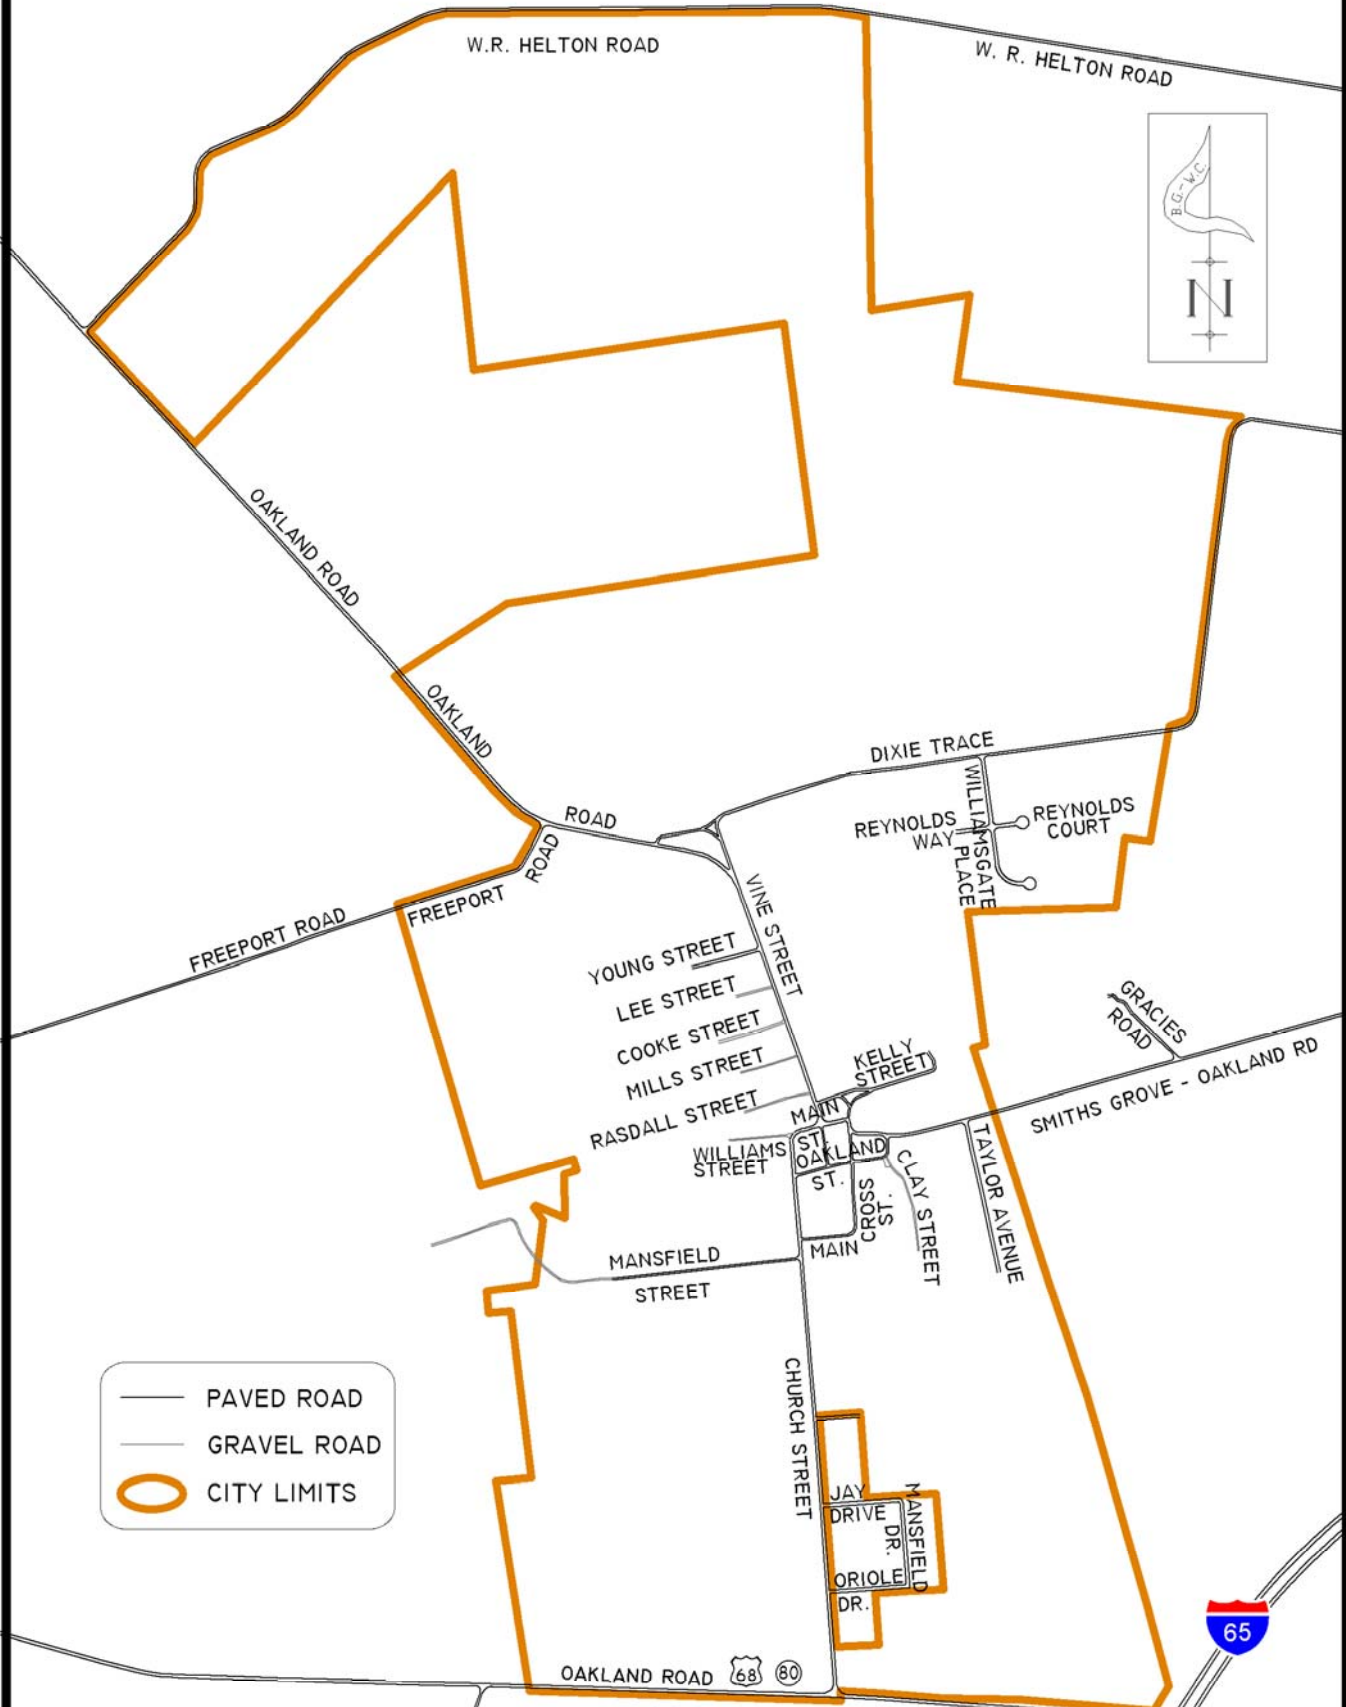 W.R. HELTON ROAD
W. R. HELTON ROAD
B.G.-W.C.
N
OAKLAND ROAD
OAKLAND
ROAD
DIXIE TRACE
WILLIAMSGATE
PLACE
REYNOLDS
WAY
REYNOLDS
COURT
ROAD
FREEPORT
FREEPORT ROAD
VINE STREET
YOUNG STREET
LEE STREET
COOKE STREET
MILLS STREET
RASDALL STREET
KELLY
STREET
GRACIES
ROAD
SMITHS GROVE - OAKLAND RD
MAIN
ST.
WILLIAMS
STREET
OAKLAND
ST.
CROSS
ST.
CLAY STREET
TAYLOR AVENUE
MAIN
MANSFIELD
STREET
CHURCH STREET
PAVED ROAD
GRAVEL ROAD
CITY LIMITS
JAY
DRIVE
MANSFIELD
DR.
ORIOLE
DR.
65
OAKLAND ROAD 68 80